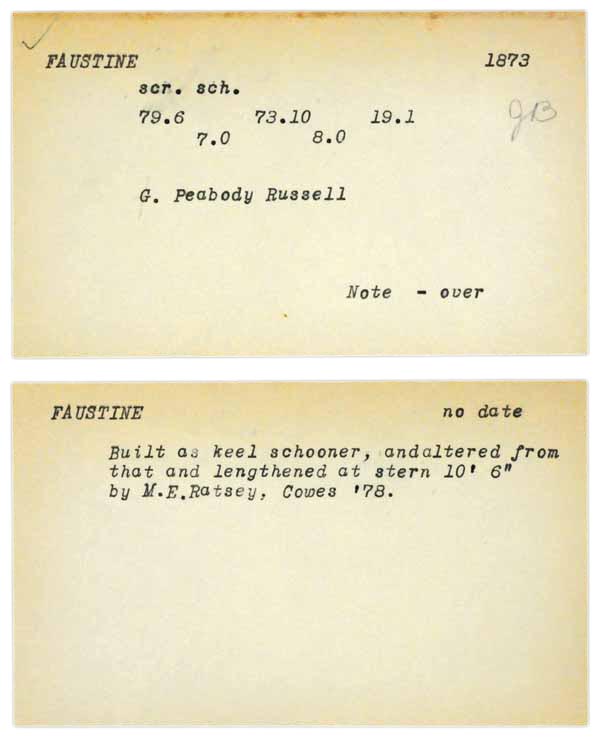 FAUSTINE 1873
scr. sch.
79.6 73.10 19.1
7.0 8.0
JB
G. Peabody Russell
Note - over
FAUSTINE no date
Built as keel schooner, andaltered from
that and lengthened at stern 10' 6"
by M.E.Ratsey, Cowes '78.